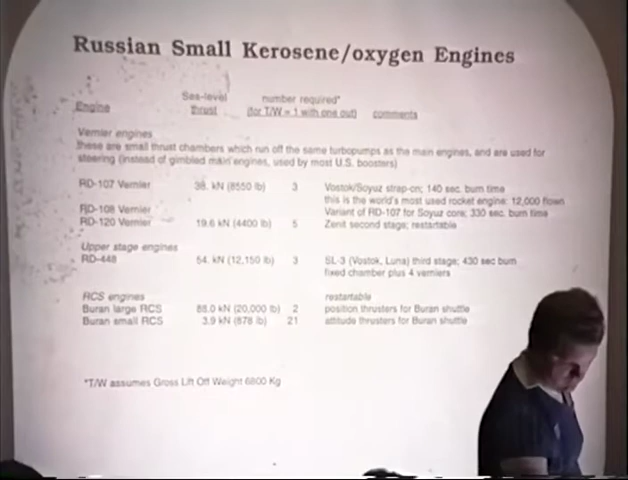 Russian Small Kerosene/oxygen Engines
Sea-level number required*
Engine thrust (for T/W = 1 with one out) comments
Vernier engines
these are small thrust chambers which run off the same turbopumps as the main engines, and are used for
steering (instead of gimbled main engines, used by most U.S. boosters)
RD-107 Vernier 38. kN (8550 lb) 3 Vostok/Soyuz strap-on; 140 sec. burn time
this is the world's most used rocket engine: 12,000 flown
RD-108 Vernier Variant of RD-107 for Soyuz core; 330 sec. burn time
RD-120 Vernier 19.6 kN (4400 lb) 5 Zenit second stage; restartable
Upper stage engines
RD-448 54. kN (12,150 lb) 3 SL-3 (Vostok, Luna) third stage; 430 sec burn
fixed chamber plus 4 verniers
RCS engines restartable
Buran large RCS 88.0 kN (20,000 lb) 2 position thrusters for Buran shuttle
Buran small RCS 3.9 kN (878 lb) 21 attitude thrusters for Buran shuttle
*T/W assumes Gross Lift Off Weight 6800 Kg